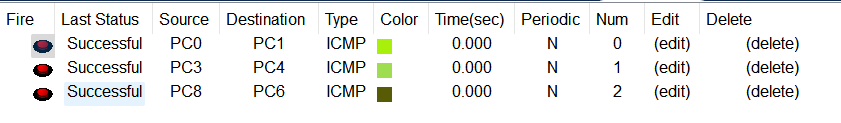 Fire Last Status Source Destination Type Color Time(sec) Periodic Num Edit Delete
Successful PC0 PC1 ICMP 0.000 N 0 (edit) (delete)
Successful PC3 PC4 ICMP 0.000 N 1 (edit) (delete)
Successful PC8 PC6 ICMP 0.000 N 2 (edit) (delete)